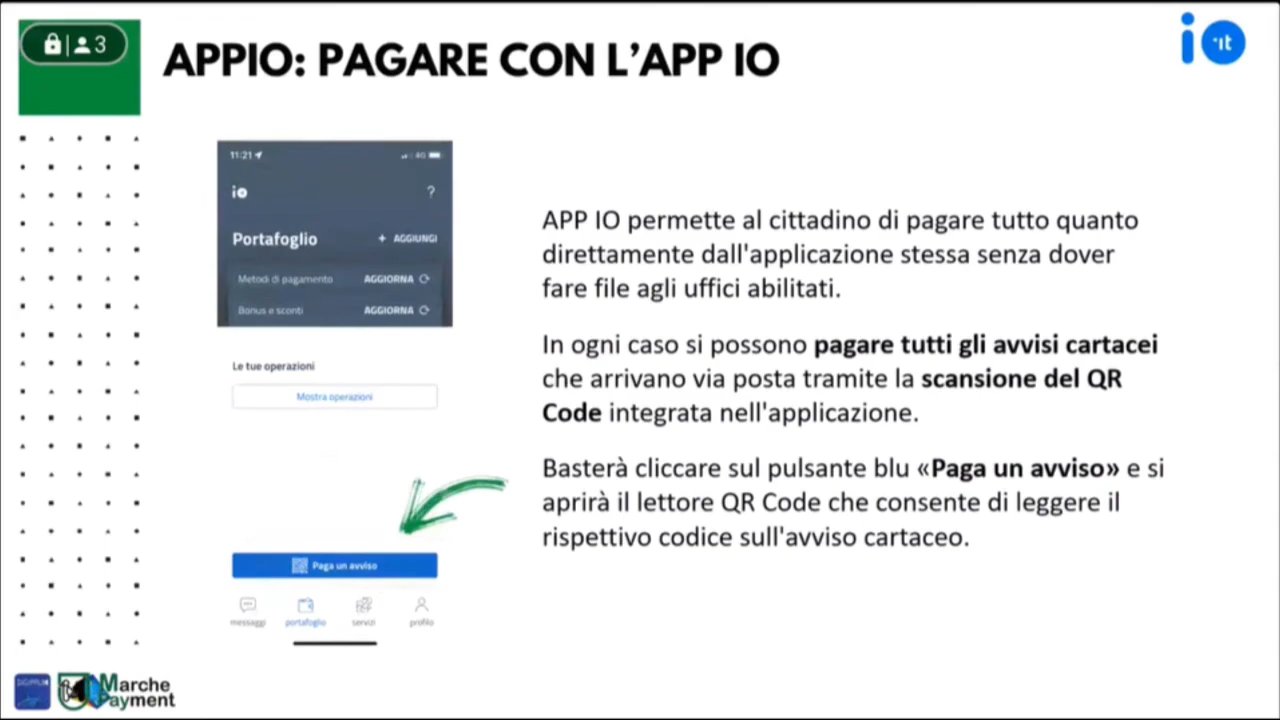 3
APPIO: PAGARE CON L’APP IO
io it
11:21
4G
io
?
Portafoglio
+ AGGIUNGI
Metodi di pagamento AGGIORNA
Bonus e sconti AGGIORNA
Le tue operazioni
Mostra operazioni
Paga un avviso
messaggi portafoglio servizi profilo
APP IO permette al cittadino di pagare tutto quanto
direttamente dall'applicazione stessa senza dover
fare file agli uffici abilitati.
In ogni caso si possono pagare tutti gli avvisi cartacei
che arrivano via posta tramite la scansione del QR
Code integrata nell'applicazione.
Basterà cliccare sul pulsante blu «Paga un avviso» e si
aprirà il lettore QR Code che consente di leggere il
rispettivo codice sull'avviso cartaceo.
Marche
Payment